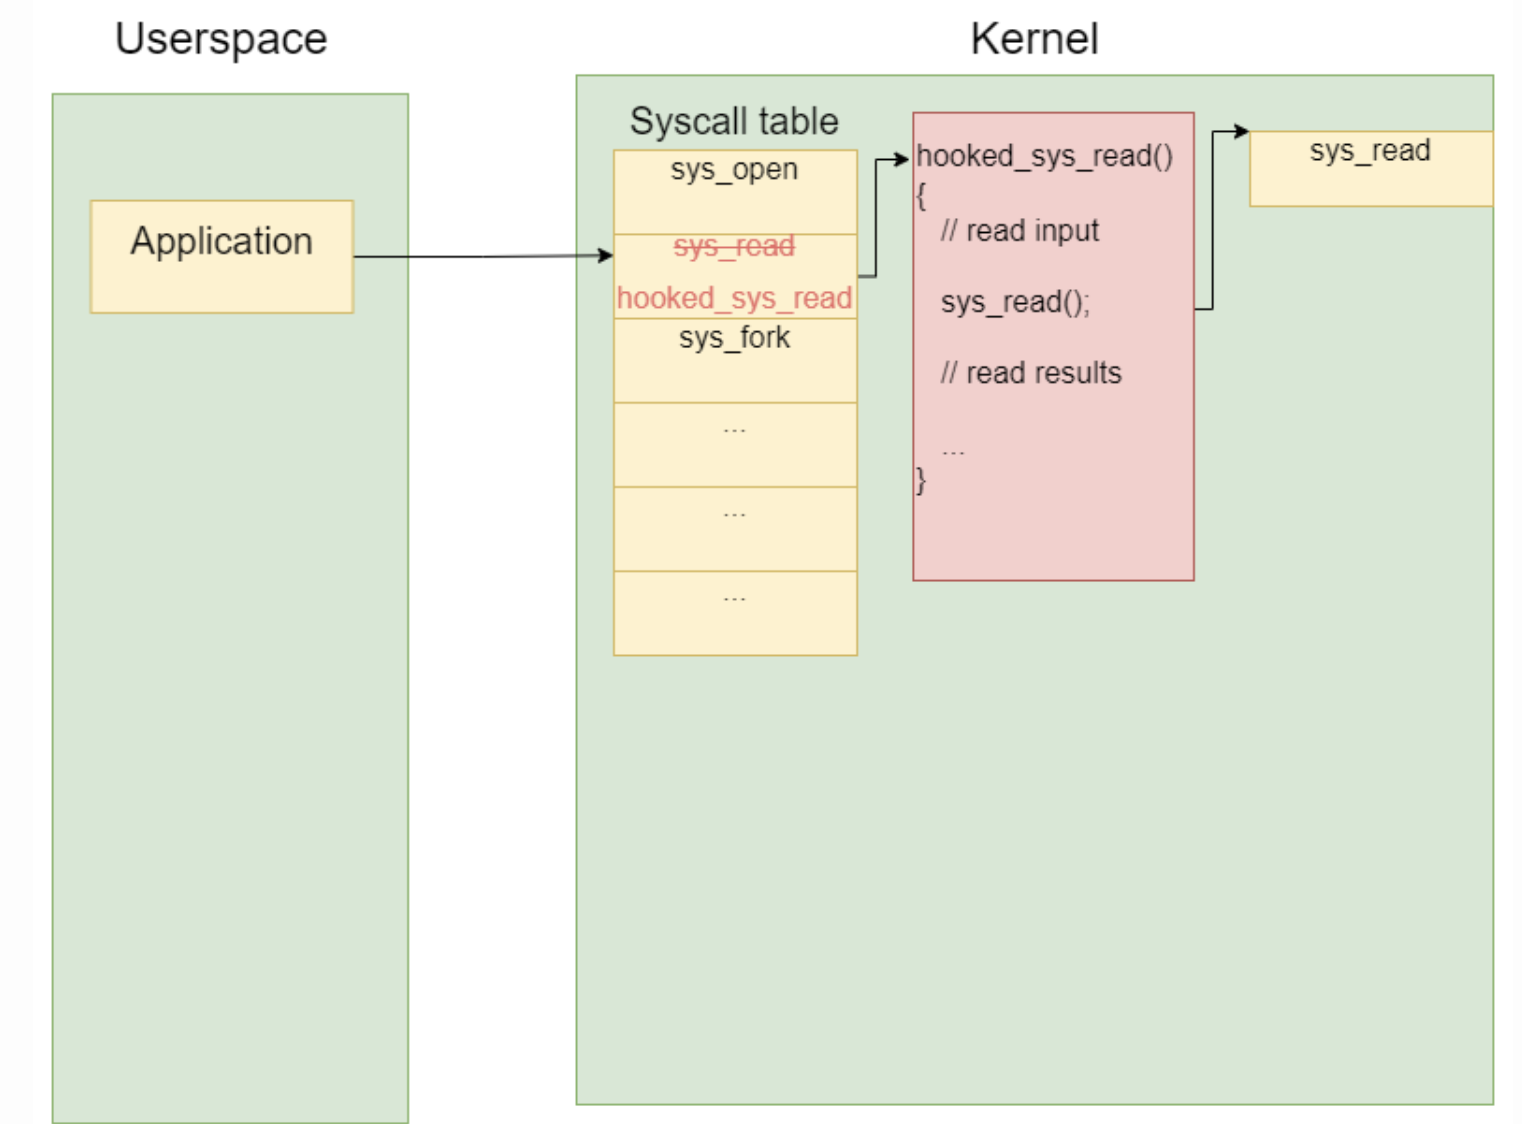 Userspace
Kernel
Application
Syscall table
sys_open
sys_read
hooked_sys_read
sys_fork
...
...
...
hooked_sys_read()
{
// read input
sys_read();
// read results
...
}
sys_read